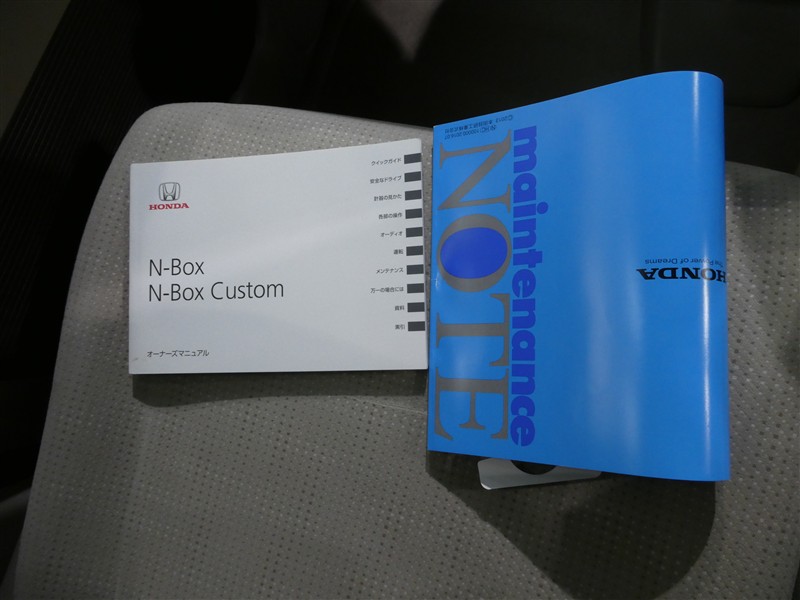 HONDA
N-Box
N-Box Custom
オーナーズマニュアル
クイックガイド
安全なドライブ
計器の見かた
各部の操作
オーディオ
運転
メンテナンス
万一の場合には
資料
索引
maintenance
NOTE
HONDA
The Power of Dreams